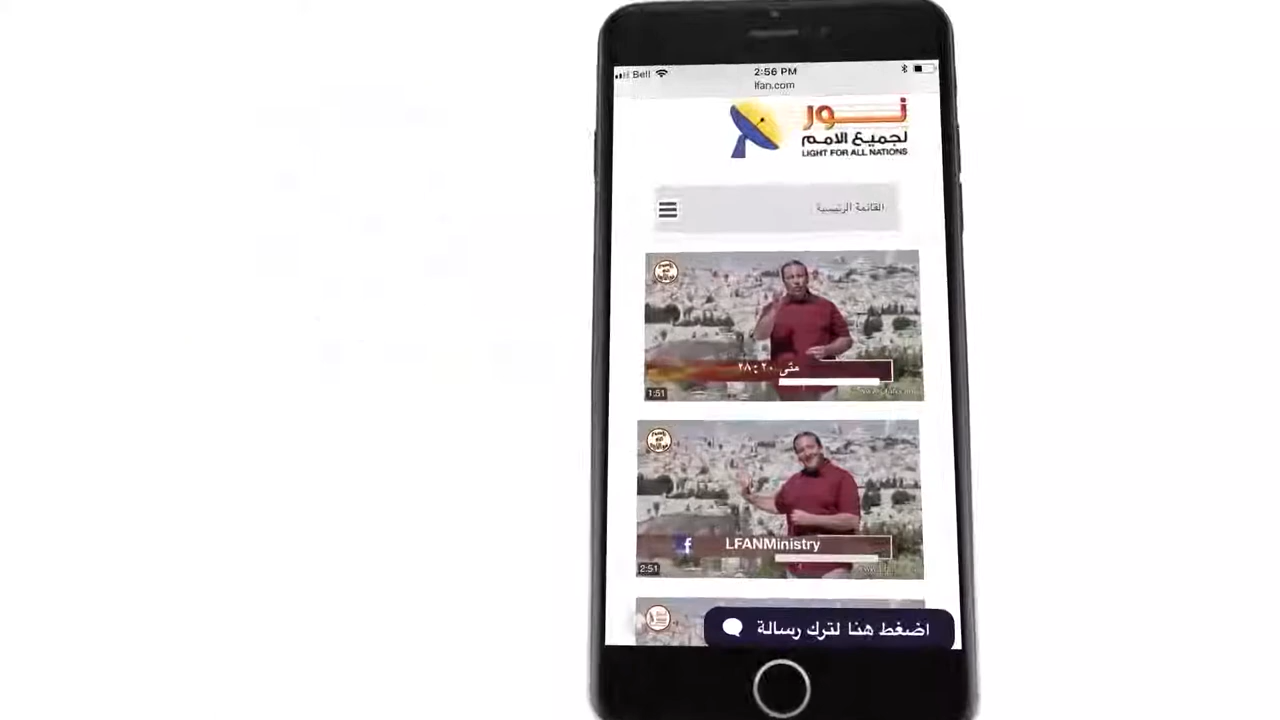 Bell
2:56 PM
lfan.com
نور
لجميع الامم
LIGHT FOR ALL NATIONS
القائمة الرئيسية
متى ٢٠ : ٢٨
1:51
LFANMinistry
2:51
اضغط هنا لترك رسالة